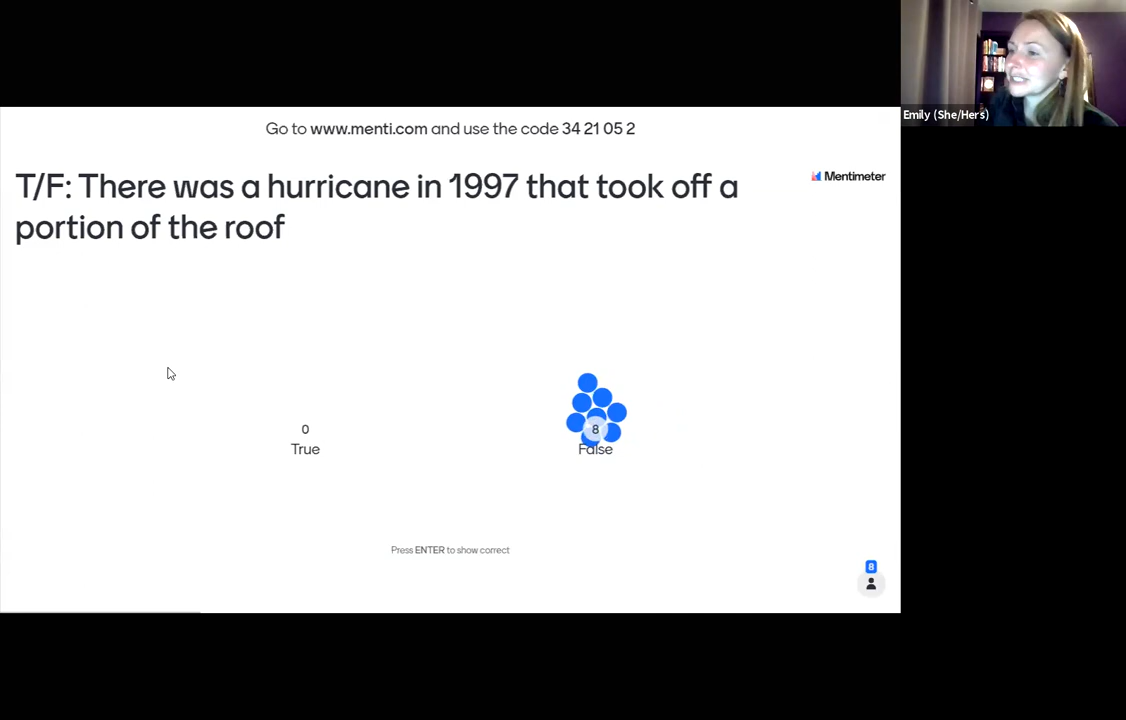 Go to www.menti.com and use the code 34 21 05 2
Emily (She/Hers)
T/F: There was a hurricane in 1997 that took off a
portion of the roof
Mentimeter
0
True
8
False
Press ENTER to show correct
8